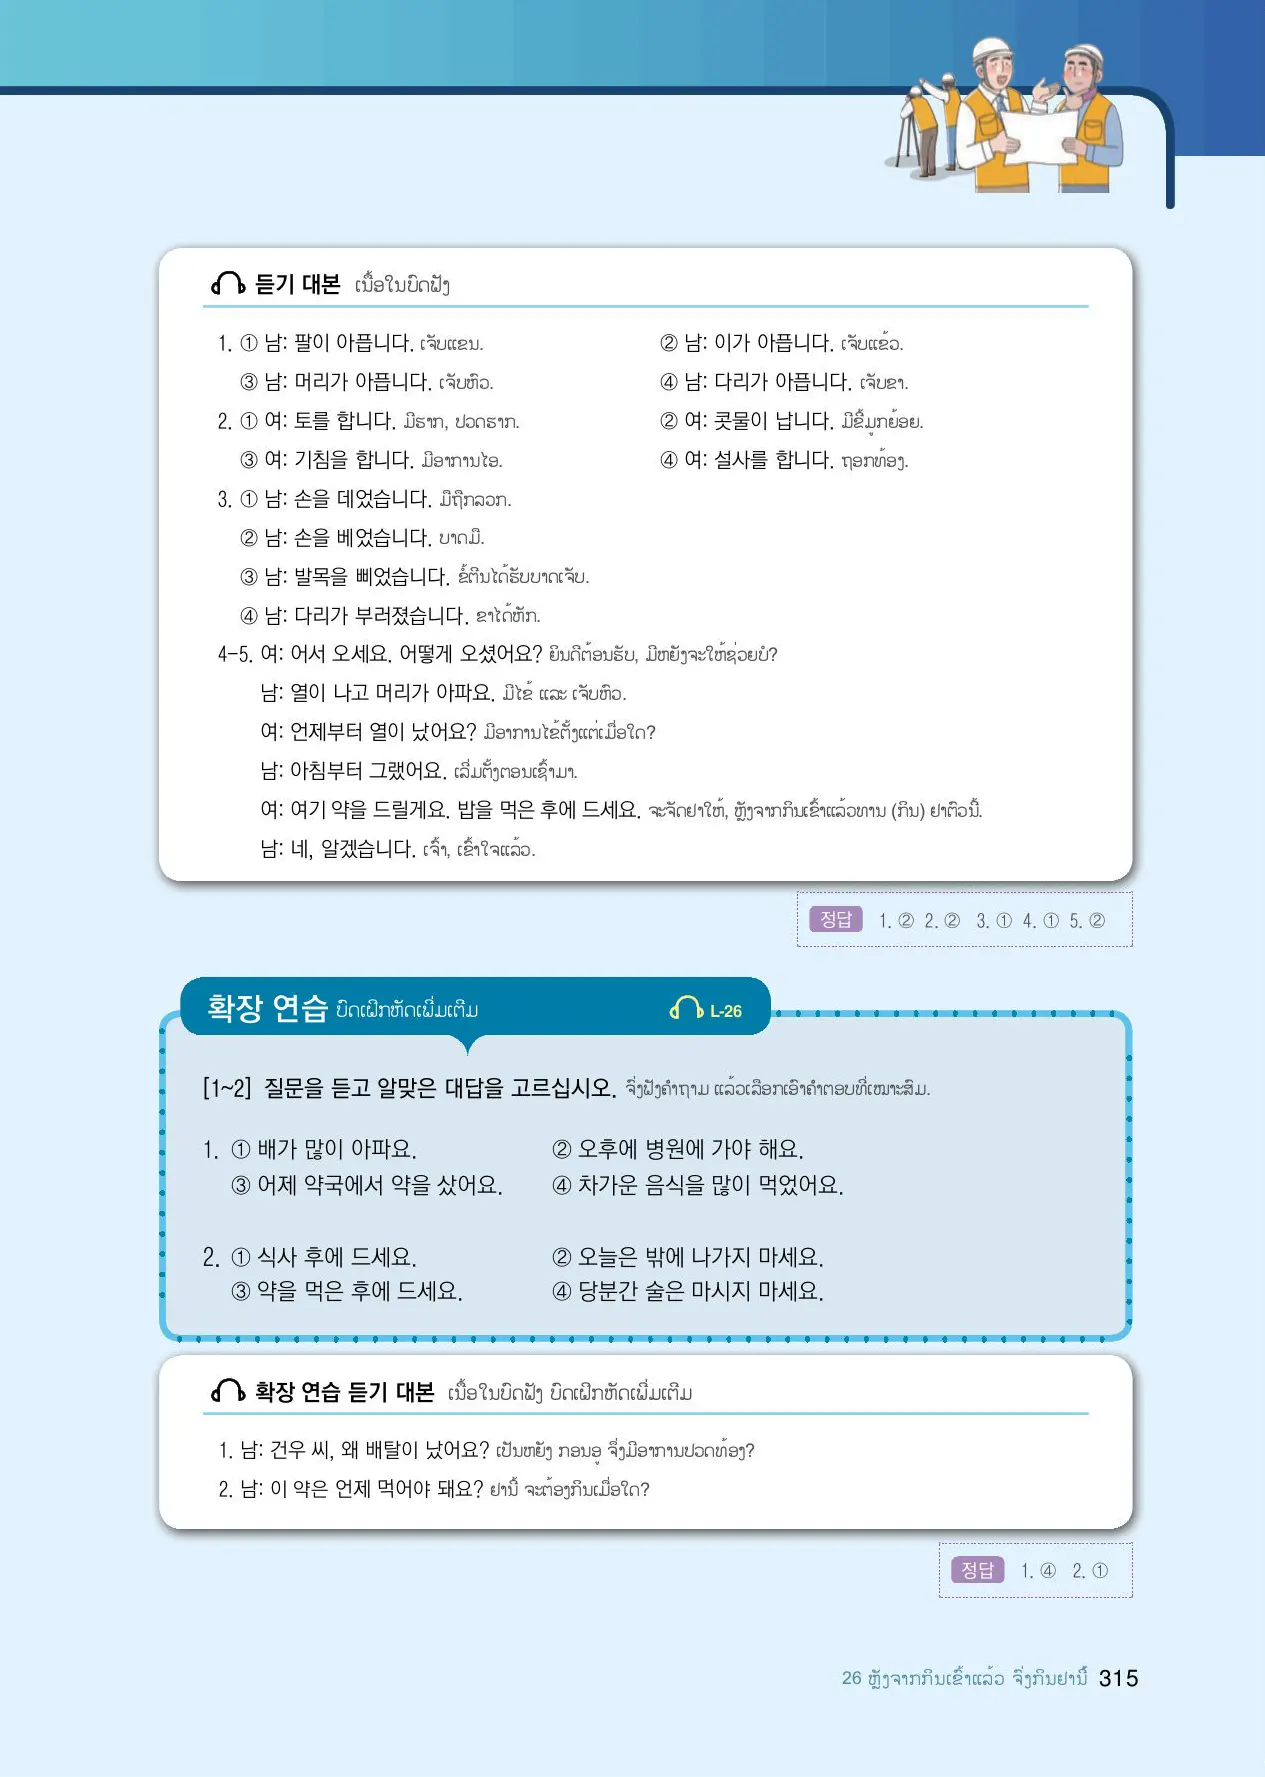 듣기 대본 ເນື້ອໃນບົດຟັງ
1. ① 남: 팔이 아픕니다. ເຈັບແຂນ. ② 남: 이가 아픕니다. ເຈັບແຂ້ວ.
③ 남: 머리가 아픕니다. ເຈັບຫົວ. ④ 남: 다리가 아픕니다. ເຈັບຂາ.
2. ① 여: 토를 합니다. ມີຮາກ, ປວດຮາກ. ② 여: 콧물이 납니다. ມີຂີ້ມູກຍ້ອຍ.
③ 여: 기침을 합니다. ມີອາການໄອ. ④ 여: 설사를 합니다. ຖອກທ້ອງ.
3. ① 남: 손을 데었습니다. ມືຖືກລວກ.
② 남: 손을 베었습니다. ບາດມື.
③ 남: 발목을 삐었습니다. ຂໍ້ຕີນໄດ້ຮັບບາດເຈັບ.
④ 남: 다리가 부러졌습니다. ຂາໄດ້ຫັກ.
4-5. 여: 어서 오세요. 어떻게 오셨어요? ຍິນດີຕ້ອນຮັບ, ມີຫຍັງຈະໃຫ້ຊ່ວຍບໍ?
남: 열이 나고 머리가 아파요. ມີໄຂ້ ແລະ ເຈັບຫົວ.
여: 언제부터 열이 났어요? ມີອາການໄຂ້ຕັ້ງແຕ່ເມື່ອໃດ?
남: 아침부터 그랬어요. ເລີ່ມຕັ້ງຕອນເຊົ້າມາ.
여: 여기 약을 드릴게요. 밥을 먹은 후에 드세요. ຈະຈັດຢາໃຫ້, ຫຼັງຈາກກິນເຂົ້າແລ້ວທານ (ກິນ) ຢາຕົວນີ້.
남: 네, 알겠습니다. ເຈົ້າ, ເຂົ້າໃຈແລ້ວ.
정답 1. ② 2. ② 3. ① 4. ① 5. ②
확장 연습 ບົດເຝິກຫັດເພີ່ມເຕີມ L-26
[1~2] 질문을 듣고 알맞은 대답을 고르십시오. ຈົ່ງຟັງຄຳຖາມ ແລ້ວເລືອກເອົາຄຳຕອບທີ່ເໝາະສົມ.
1. ① 배가 많이 아파요. ② 오후에 병원에 가야 해요.
③ 어제 약국에서 약을 샀어요. ④ 차가운 음식을 많이 먹었어요.
2. ① 식사 후에 드세요. ② 오늘은 밖에 나가지 마세요.
③ 약을 먹은 후에 드세요. ④ 당분간 술은 마시지 마세요.
확장 연습 듣기 대본 ເນື້ອໃນບົດຟັງ ບົດເຝິກຫັດເພີ່ມເຕີມ
1. 남: 건우 씨, 왜 배탈이 났어요? ເປັນຫຍັງ ກອນອູ ຈຶ່ງມີອາການປວດທ້ອງ?
2. 남: 이 약은 언제 먹어야 돼요? ຢານີ້ ຈະຕ້ອງກິນເມື່ອໃດ?
정답 1. ④ 2. ①
26 ຫຼັງຈາກກິນເຂົ້າແລ້ວ ຈົ່ງກິນຢານີ້ 315